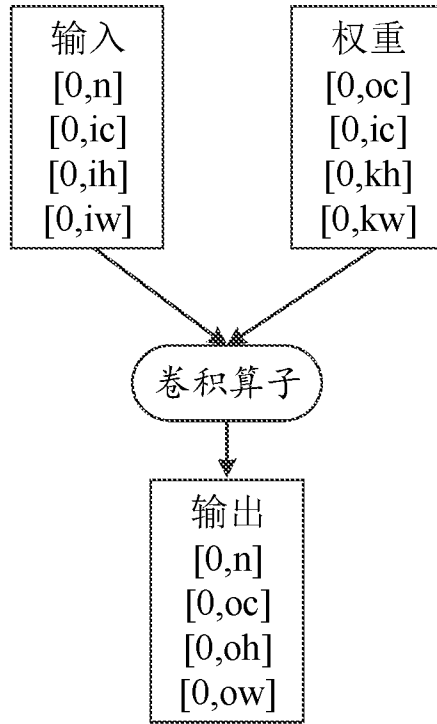 输入
[0,n]
[0,ic]
[0,ih]
[0,iw]
权重
[0,oc]
[0,ic]
[0,kh]
[0,kw]
卷积算子
输出
[0,n]
[0,oc]
[0,oh]
[0,ow]